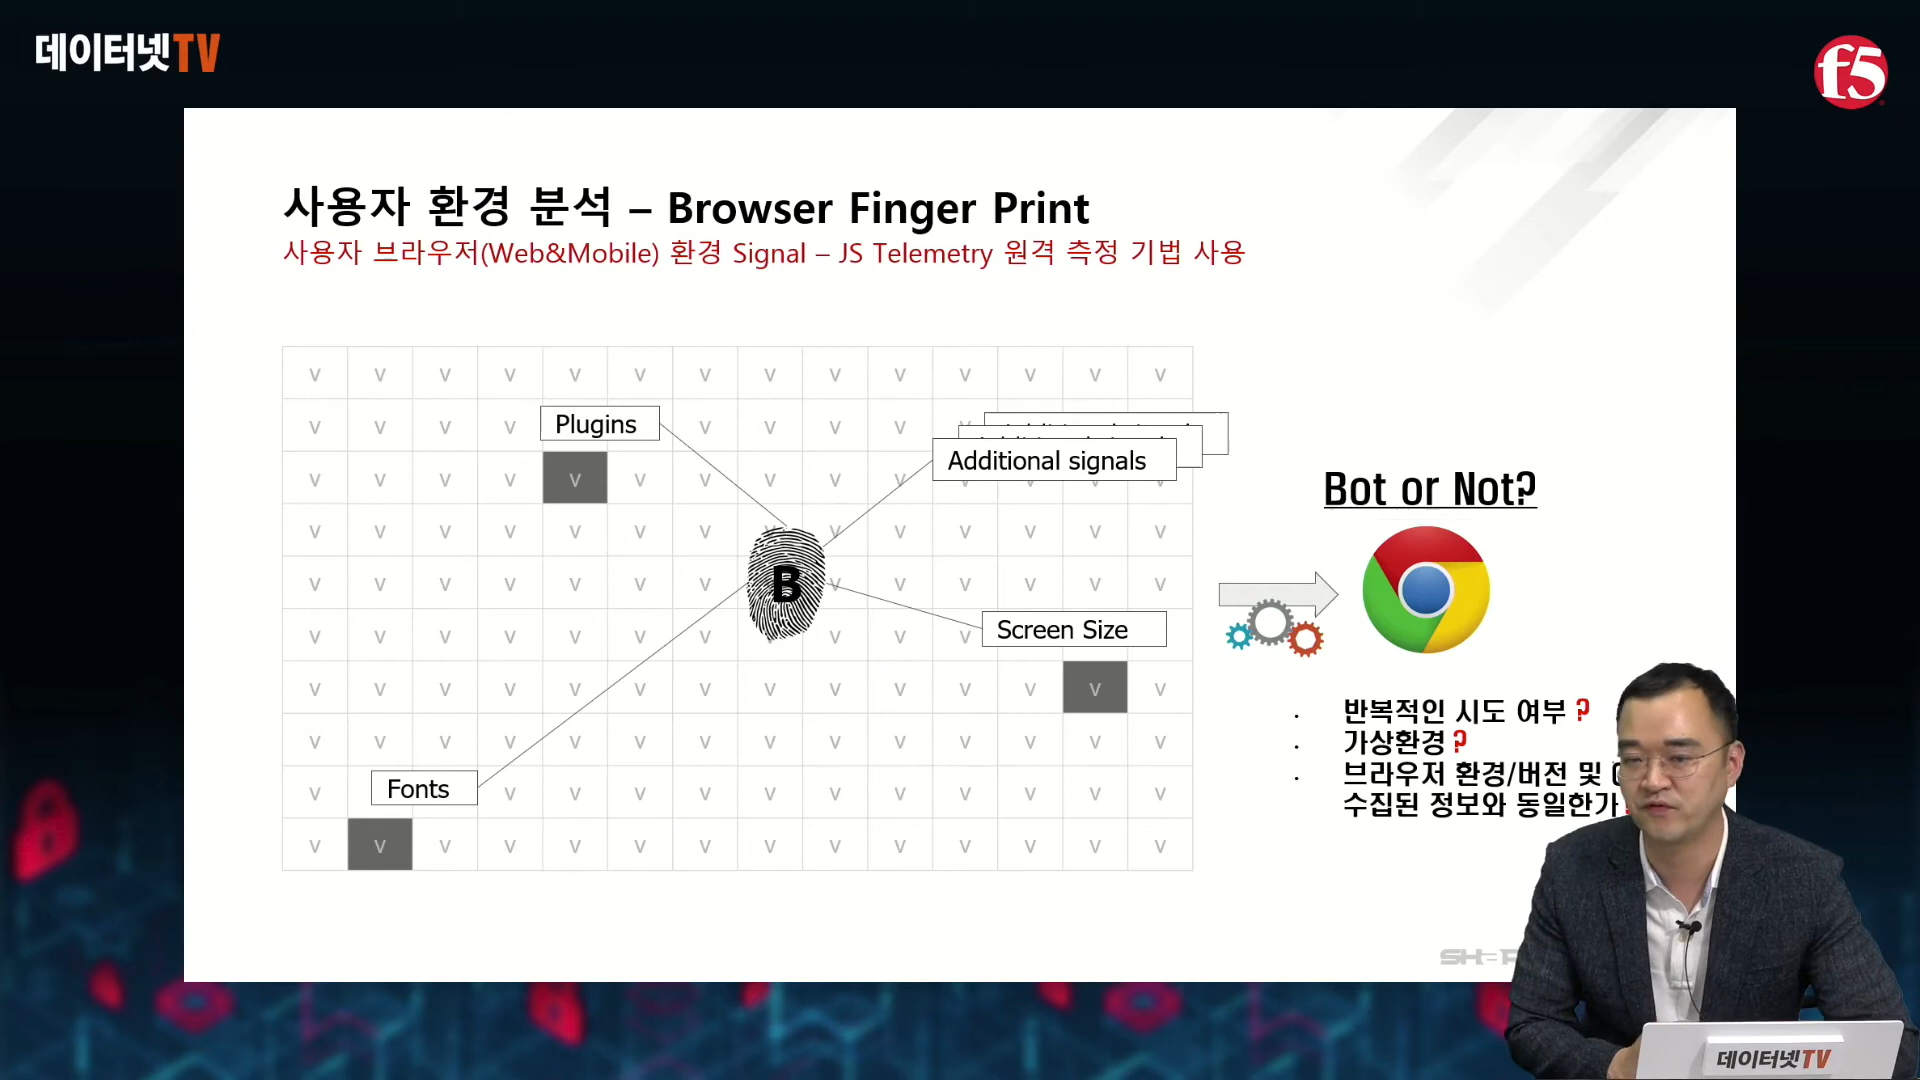 데이터넷TV
f5
사용자 환경 분석 – Browser Finger Print
사용자 브라우저(Web&Mobile) 환경 Signal – JS Telemetry 원격 측정 기법 사용
v v v v v v v v v v v v v v
v v v v
Plugins
v v v v
Additional signals
v v v v v v v v v v v v v v
v v v v v v v v v v v v v
B
v v v v v v v v v v v v v
v v v v v v v v v v
Screen Size
v
v v v v v v v v v v v v v v
v v v v v v v v v v v v v v
v
Fonts
v v v v v v v v v v v
v v v v v v v v v v v v v v
Bot or Not?
· 반복적인 시도 여부 ?
· 가상환경 ?
· 브라우저 환경/버전 및
수집된 정보와 동일한가
데이터넷TV